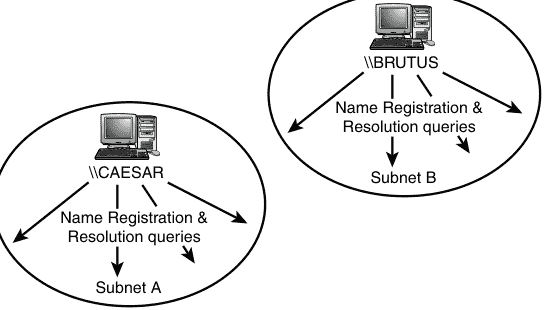 \\BRUTUS
Name Registration &
Resolution queries
Subnet B
\\CAESAR
Name Registration &
Resolution queries
Subnet A